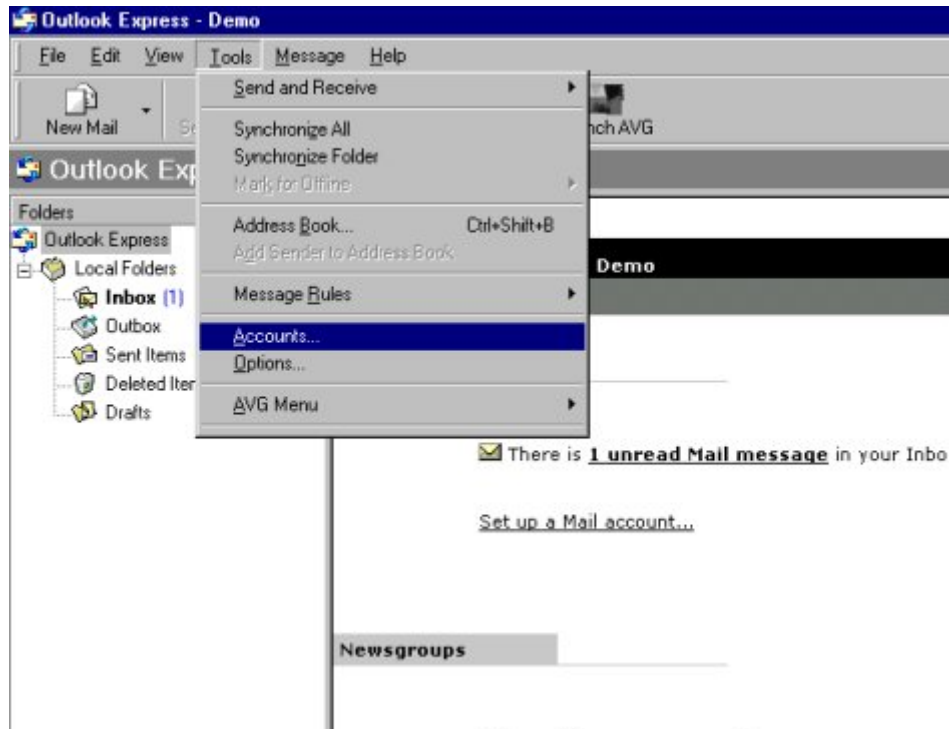 Outlook Express - Demo
File Edit View Tools Message Help
New Mail
nch AVG
Outlook Exp
Send and Receive
Synchronize All
Synchronize Folder
Mark for Offline
Address Book... Ctrl+Shift+B
Add Sender to Address Book
Message Rules
Accounts...
Options...
AVG Menu
Folders
Outlook Express
Local Folders
Inbox (1)
Outbox
Sent Items
Deleted Iter
Drafts
Demo
There is 1 unread Mail message in your Inbo
Set up a Mail account...
Newsgroups